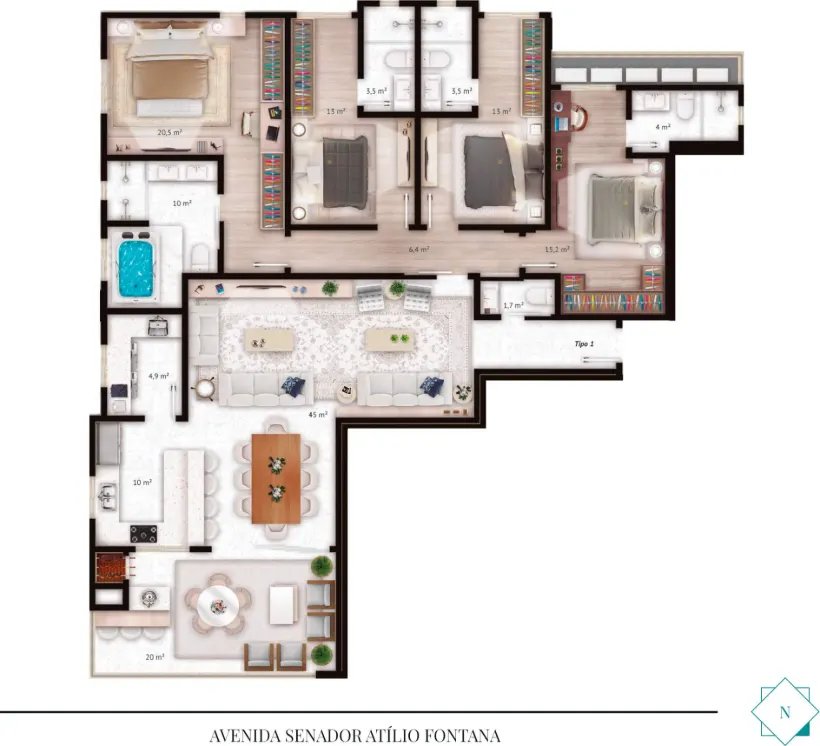 3,5 m²
3,5 m²
13 m²
13 m²
20,5 m²
4 m²
10 m²
6,4 m²
15,2 m²
1,7 m²
Tipo 1
4,9 m²
45 m²
10 m²
20 m²
N
AVENIDA SENADOR ATÍLIO FONTANA